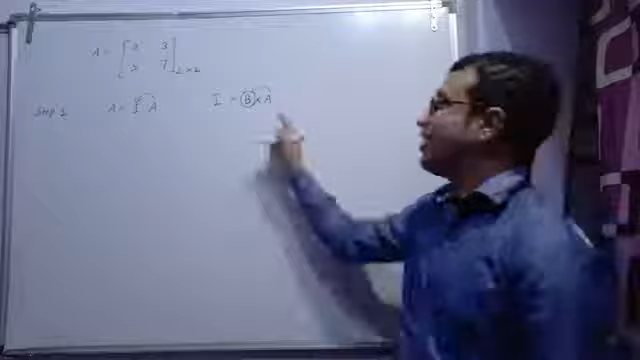 A = [ 2 3
5 7 ] 2×2
Step 1 A = I A I = B × A